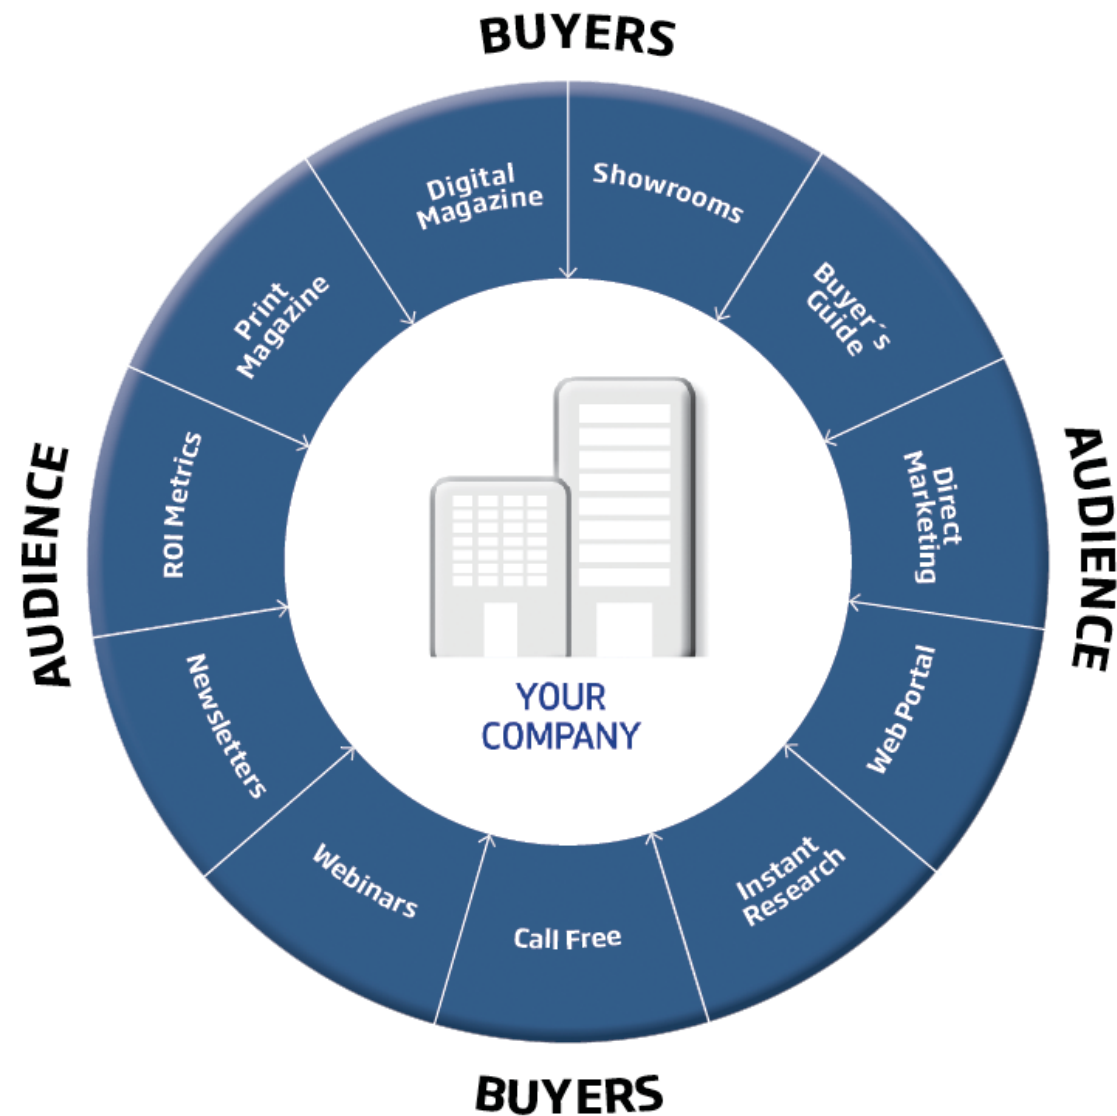 BUYERS
Showrooms
Buyer´s
Guide
Direct
Marketing
Web Portal
Instant
Research
Call Free
Webinars
Newsletters
ROI Metrics
Print
Magazine
Digital
Magazine
AUDIENCE
AUDIENCE
YOUR
COMPANY
BUYERS